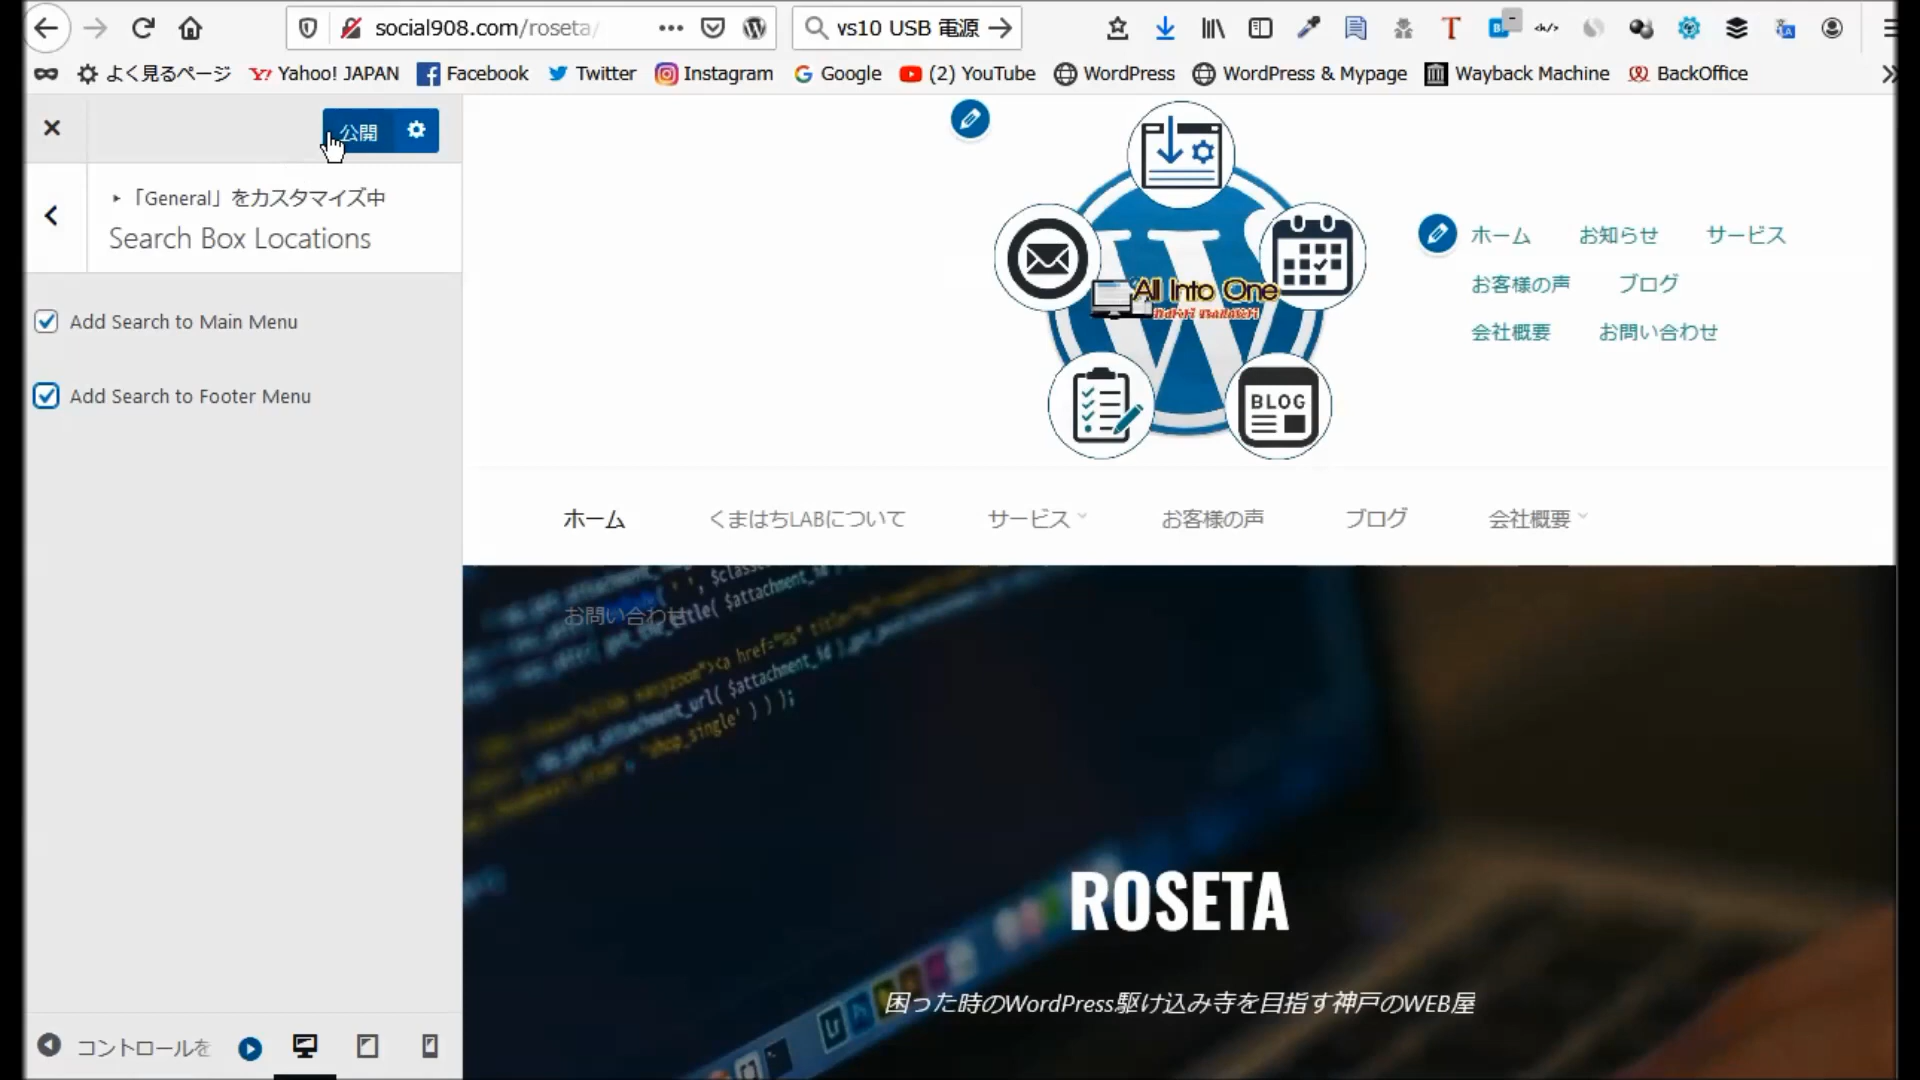 social908.com/roseta/
vs10 USB 電源
よく見るページ Yahoo! JAPAN Facebook Twitter Instagram Google (2) YouTube WordPress WordPress & Mypage Wayback Machine BackOffice
公開
「General」をカスタマイズ中
Search Box Locations
Add Search to Main Menu
Add Search to Footer Menu
コントロールを
All Into One
BLOG
ホーム お知らせ サービス
お客様の声 ブログ
会社概要 お問い合わせ
ホーム くまはちLABについて サービス お客様の声 ブログ 会社概要
お問い合わせ
$attachment_url( $attachment_id ),
'shop_single' ) ) );
ROSETA
困った時のWordPress駆け込み寺を目指す神戸のWEB屋